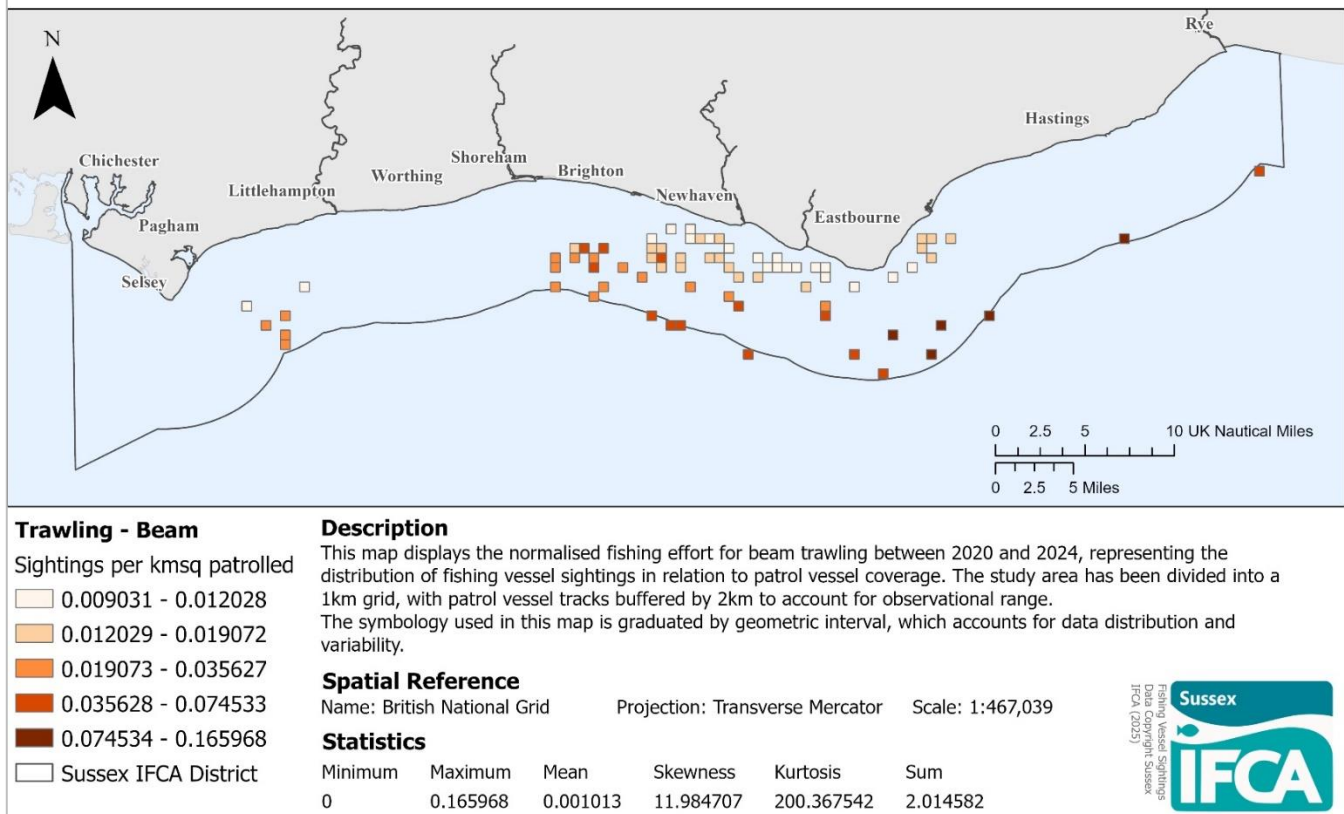 N
Rye
Hastings
Chichester
Shoreham
Brighton
Worthing
Littlehampton
Newhaven
Pagham
Eastbourne
Selsey
0 2.5 5 10 UK Nautical Miles
0 2.5 5 Miles
Trawling - Beam
Sightings per kmsq patrolled
0.009031 - 0.012028
0.012029 - 0.019072
0.019073 - 0.035627
0.035628 - 0.074533
0.074534 - 0.165968
Sussex IFCA District
Description
This map displays the normalised fishing effort for beam trawling between 2020 and 2024, representing the
distribution of fishing vessel sightings in relation to patrol vessel coverage. The study area has been divided into a
1km grid, with patrol vessel tracks buffered by 2km to account for observational range.
The symbology used in this map is graduated by geometric interval, which accounts for data distribution and
variability.
Spatial Reference
Name: British National Grid Projection: Transverse Mercator Scale: 1:467,039
Statistics
Minimum Maximum Mean Skewness Kurtosis Sum
0 0.165968 0.001013 11.984707 200.367542 2.014582
Fishing Vessel Sightings
Data Copyright Sussex
IFCA (2025)
Sussex
IFCA